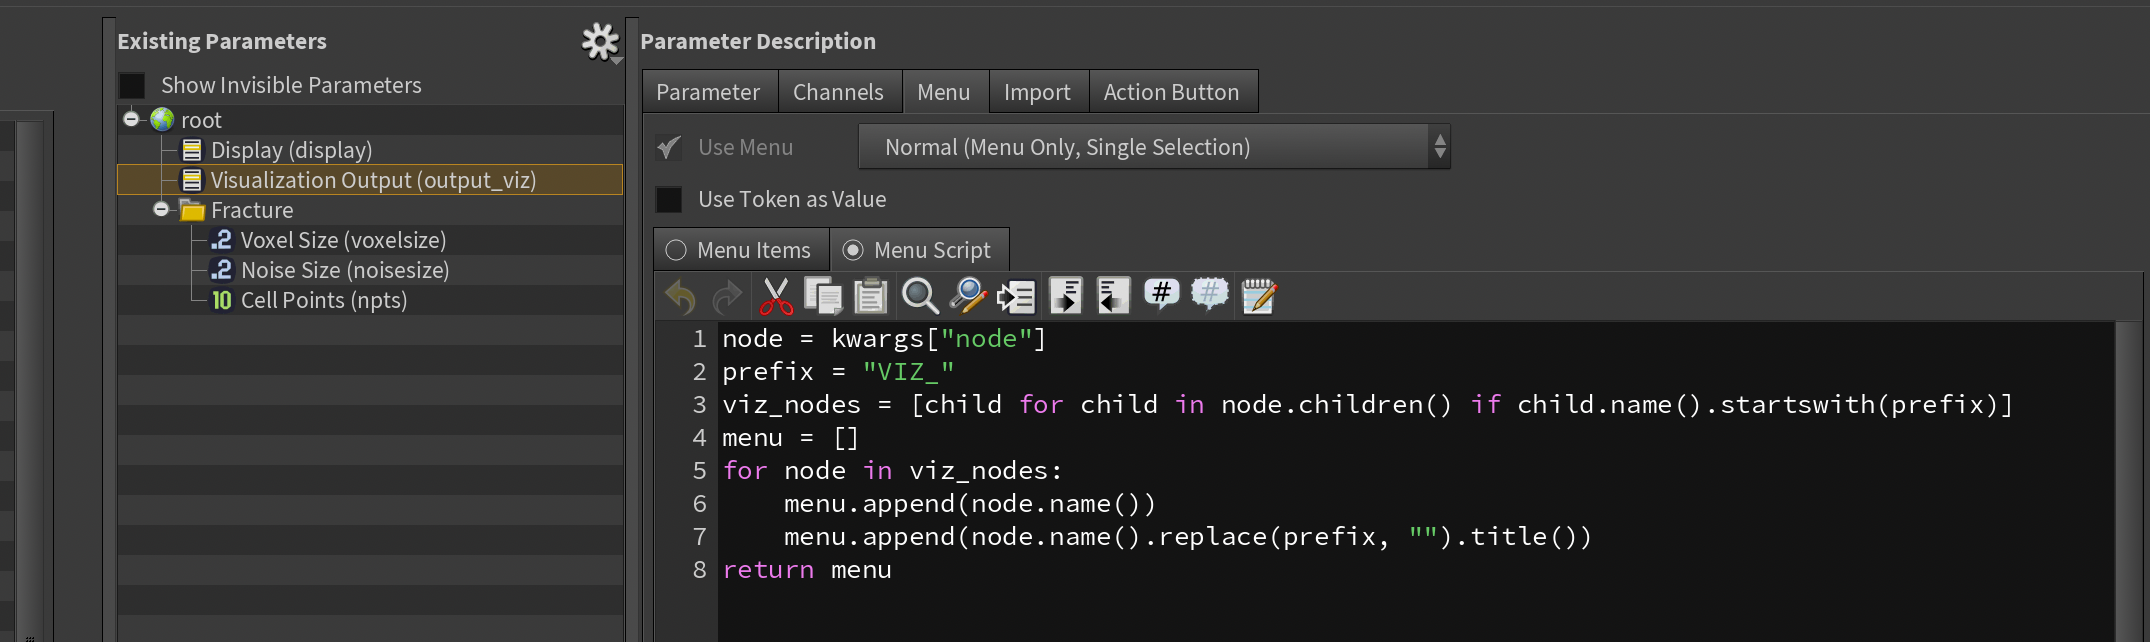 Existing Parameters
Show Invisible Parameters
root
Display (display)
Visualization Output (output_viz)
Fracture
.2 Voxel Size (voxelsize)
.2 Noise Size (noisesize)
10 Cell Points (npts)
Parameter Description
Parameter Channels Menu Import Action Button
Use Menu Normal (Menu Only, Single Selection)
Use Token as Value
Menu Items Menu Script
# #
1 node = kwargs["node"]
2 prefix = "VIZ_"
3 viz_nodes = [child for child in node.children() if child.name().startswith(prefix)]
4 menu = []
5 for node in viz_nodes:
6     menu.append(node.name())
7     menu.append(node.name().replace(prefix, "").title())
8 return menu